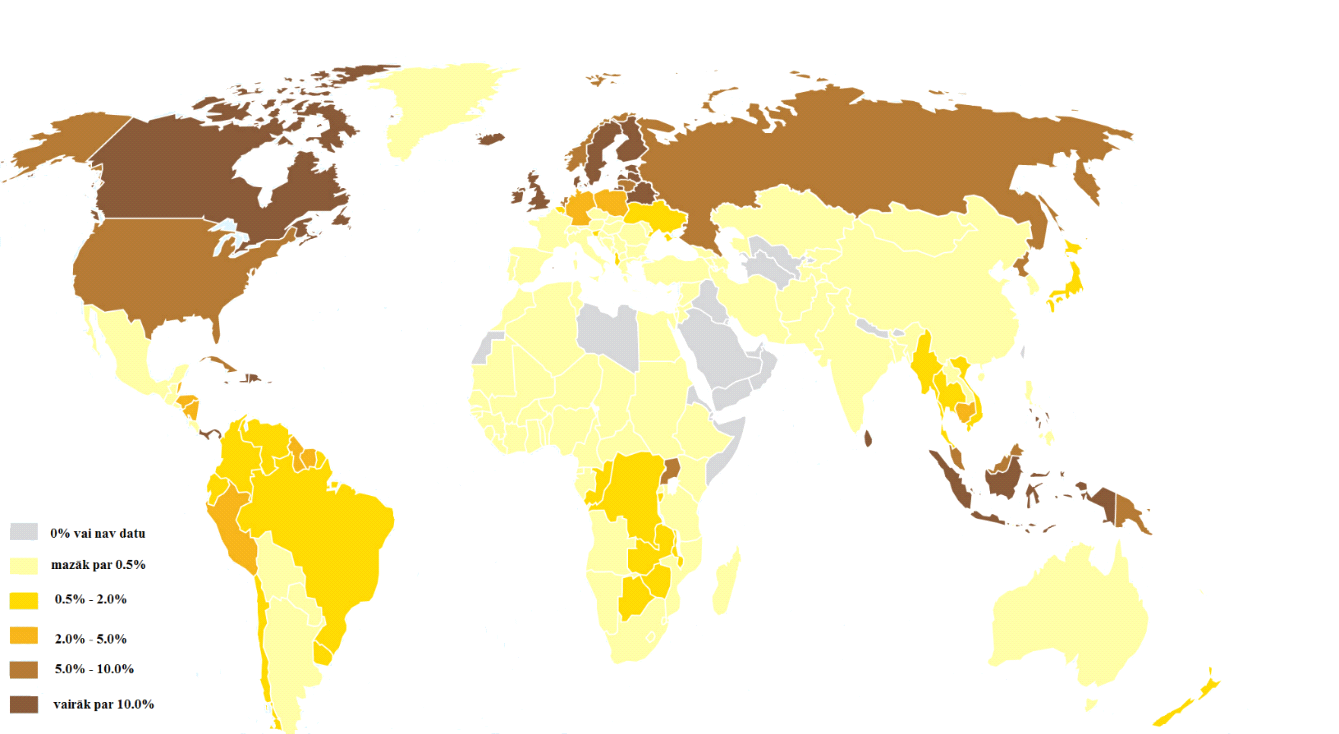 0% vai nav datu
mazāk par 0.5%
0.5% - 2.0%
2.0% - 5.0%
5.0% - 10.0%
vairāk par 10.0%